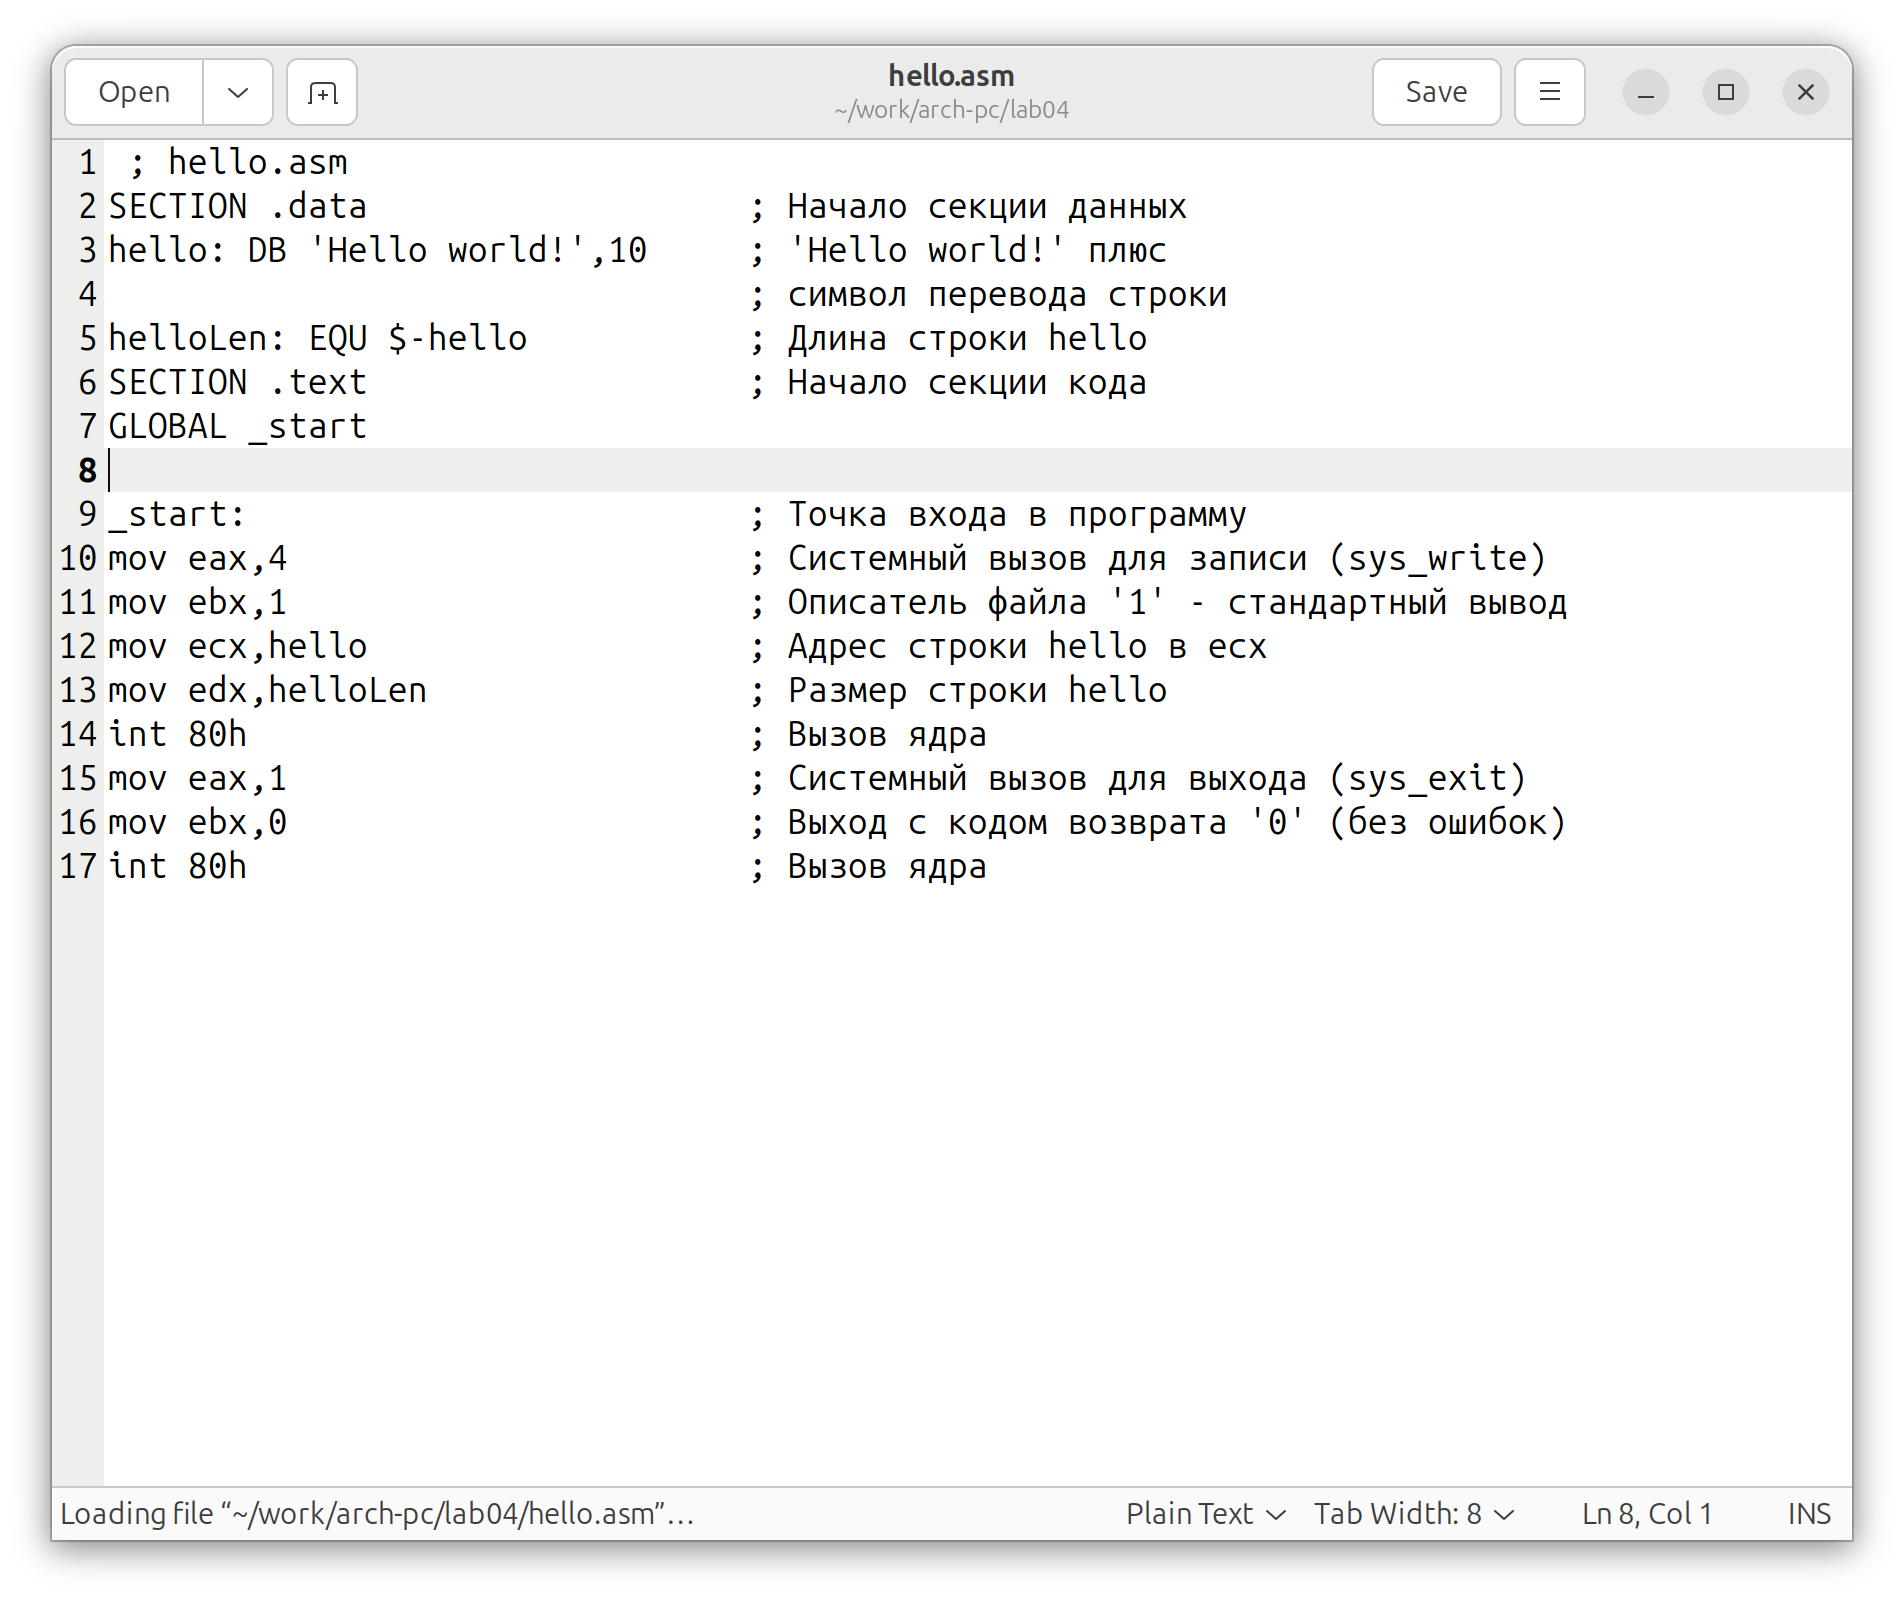 Open
hello.asm
~/work/arch-pc/lab04
Save
1 ; hello.asm
2 SECTION .data ; Начало секции данных
3 hello: DB 'Hello world!',10 ; 'Hello world!' плюс
4 ; символ перевода строки
5 helloLen: EQU $-hello ; Длина строки hello
6 SECTION .text ; Начало секции кода
7 GLOBAL _start
8
9 _start: ; Точка входа в программу
10 mov eax,4 ; Системный вызов для записи (sys_write)
11 mov ebx,1 ; Описатель файла '1' - стандартный вывод
12 mov ecx,hello ; Адрес строки hello в ecx
13 mov edx,helloLen ; Размер строки hello
14 int 80h ; Вызов ядра
15 mov eax,1 ; Системный вызов для выхода (sys_exit)
16 mov ebx,0 ; Выход с кодом возврата '0' (без ошибок)
17 int 80h ; Вызов ядра
Loading file “~/work/arch-pc/lab04/hello.asm”… Plain Text Tab Width: 8 Ln 8, Col 1 INS